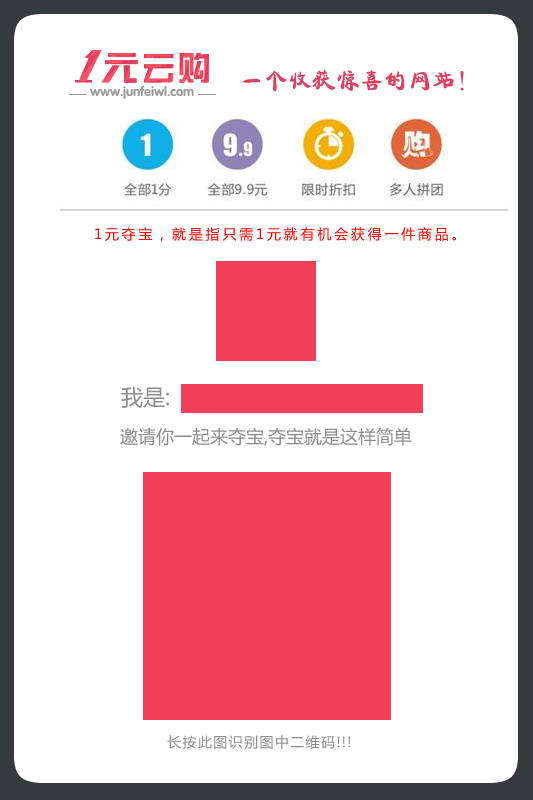 1元云购
www.junfeiwl.com
一个收获惊喜的网站!
1
9.9
购
全部1分
全部9.9元
限时折扣
多人拼团
1元夺宝，就是指只需1元就有机会获得一件商品。
我是:
邀请你一起来夺宝,夺宝就是这样简单
长按此图识别图中二维码!!!